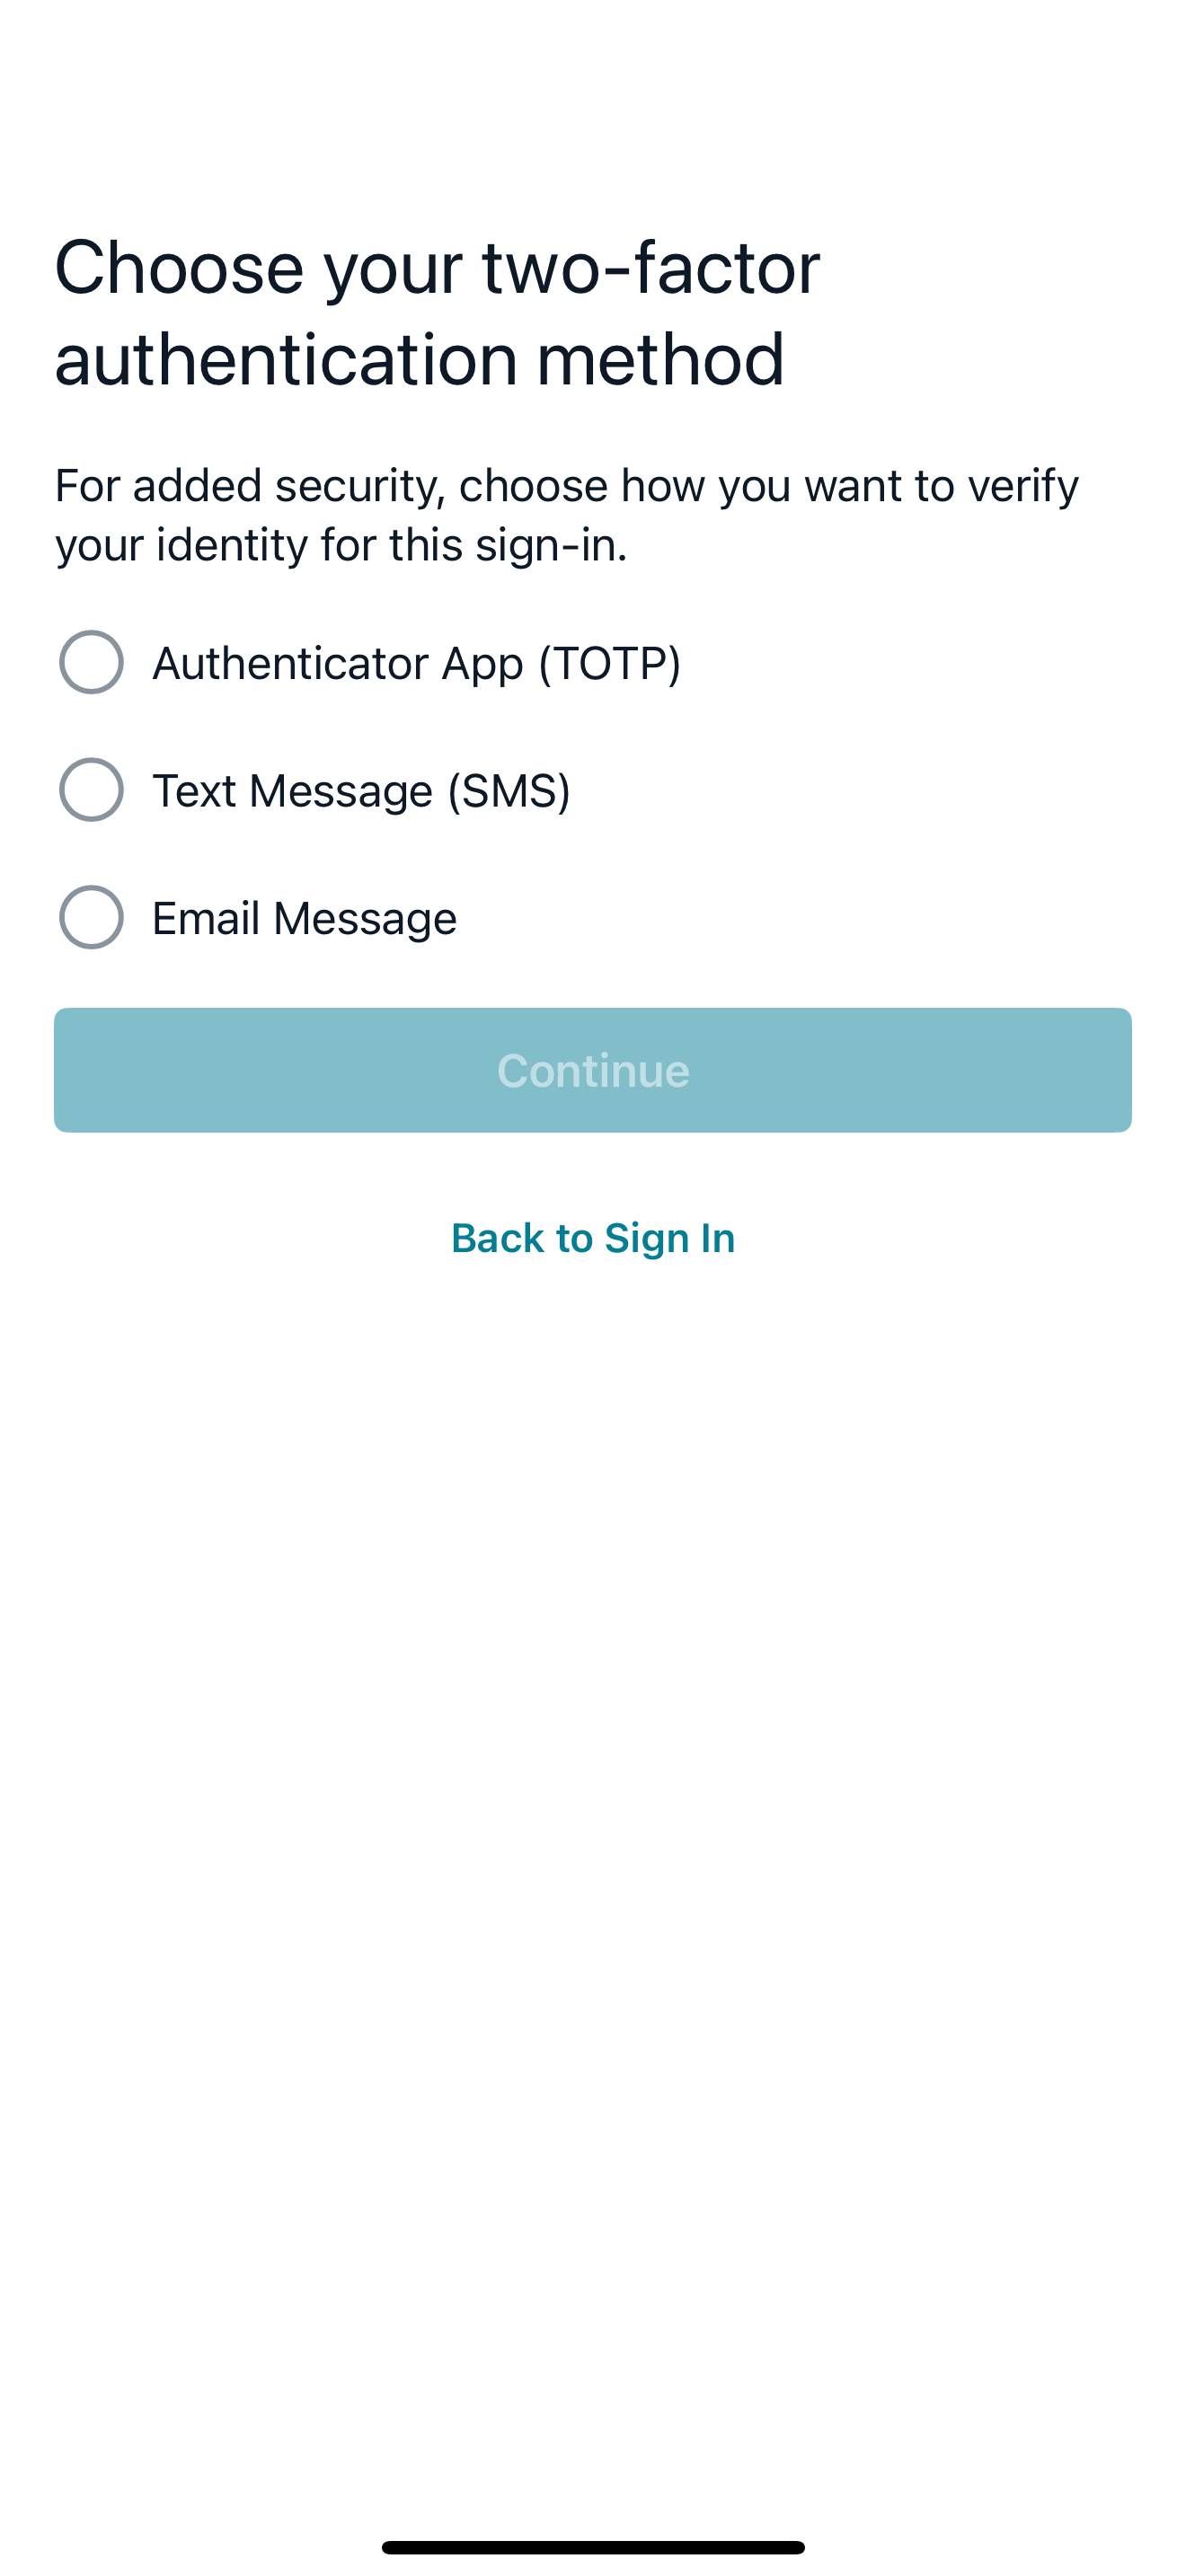 Choose your two-factor
authentication method
For added security, choose how you want to verify
your identity for this sign-in.
Authenticator App (TOTP)
Text Message (SMS)
Email Message
Continue
Back to Sign In